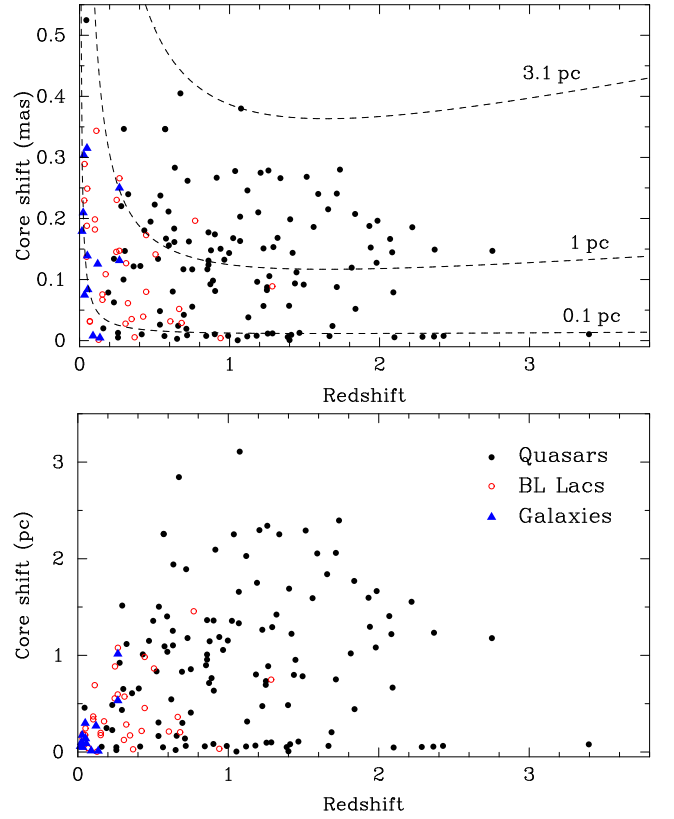 0.5
0.4
0.3
0.2
0.1
0
Core shift (mas)
3.1 pc
1 pc
0.1 pc
0 1 2 3
Redshift
3
2
1
0
Core shift (pc)
Quasars
BL Lacs
Galaxies
0 1 2 3
Redshift